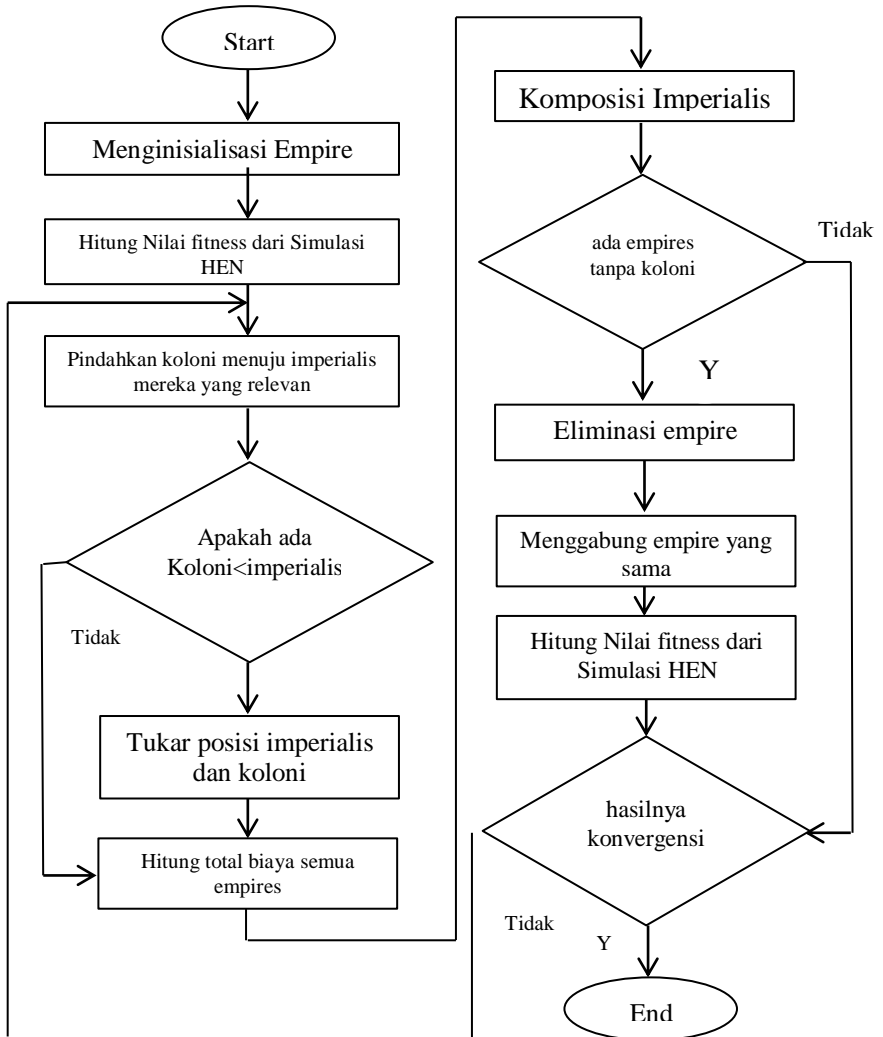 Start
Menginisialisasi Empire
Hitung Nilai fitness dari Simulasi
HEN
Pindahkan koloni menuju imperialis
mereka yang relevan
Apakah ada
Koloni<imperialis
Tidak
Tukar posisi imperialis
dan koloni
Hitung total biaya semua
empires
Komposisi Imperialis
ada empires
tanpa koloni
Tidak
Y
Eliminasi empire
Menggabung empire yang
sama
Hitung Nilai fitness dari
Simulasi HEN
hasilnya
konvergensi
Tidak
Y
End